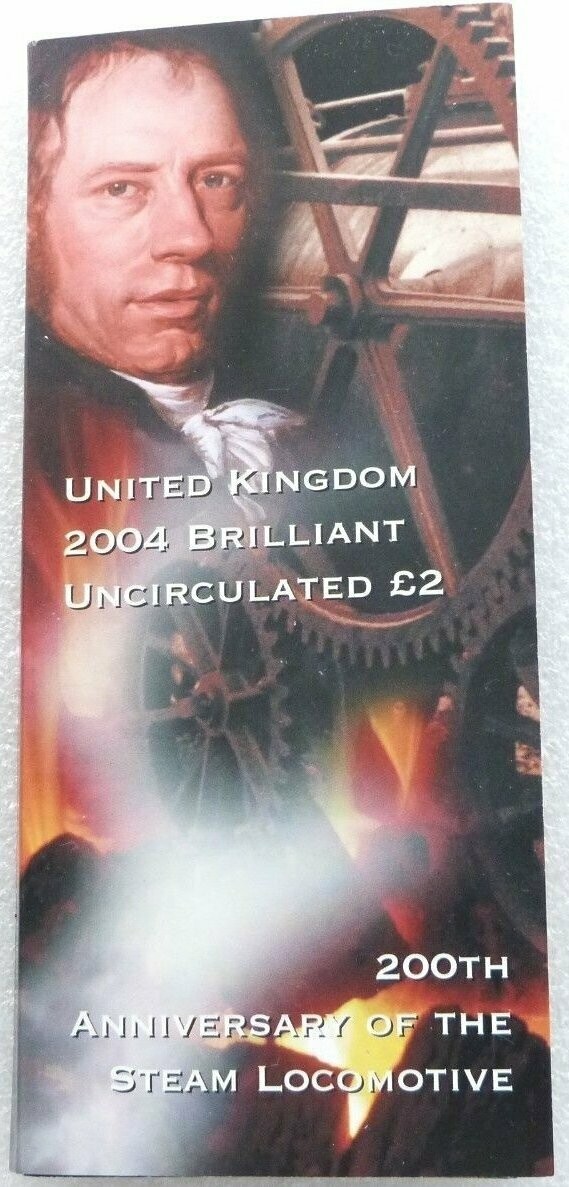 United Kingdom
2004 Brilliant
Uncirculated £2
200th
Anniversary of the
Steam Locomotive